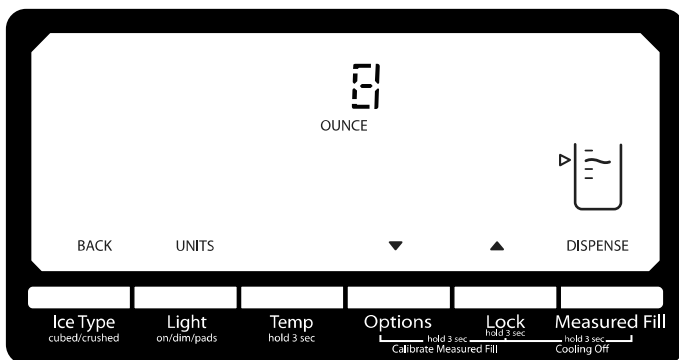 8
OUNCE
BACK UNITS ▼ ▲ DISPENSE
Ice Type Light Temp Options Lock Measured Fill
cubed/crushed on/dim/pads hold 3 sec hold 3 sec
hold 3 sec hold 3 sec
Calibrate Measured Fill Cooling Off